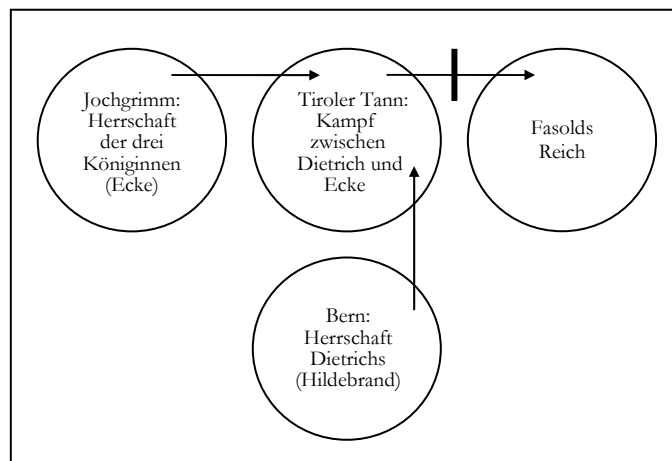 Jochgrimm:
Herrschaft
der drei
Königinnen
(Ecke)
Tiroler Tann:
Kampf
zwischen
Dietrich und
Ecke
Fasolds
Reich
Bern:
Herrschaft
Dietrichs
(Hildebrand)